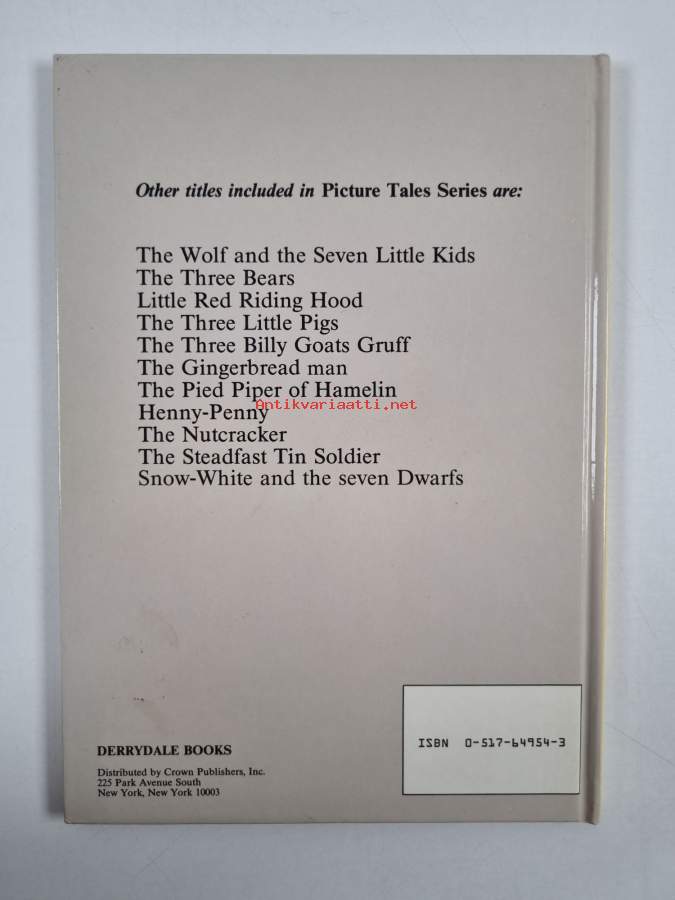 Other titles included in Picture Tales Series are:
The Wolf and the Seven Little Kids
The Three Bears
Little Red Riding Hood
The Three Little Pigs
The Three Billy Goats Gruff
The Gingerbread man
The Pied Piper of Hamelin
Antikvariaatti.net
Henny-Penny
The Nutcracker
The Steadfast Tin Soldier
Snow-White and the seven Dwarfs
ISBN 0-517-64954-3
DERRYDALE BOOKS
Distributed by Crown Publishers, Inc.
225 Park Avenue South
New York, New York 10003